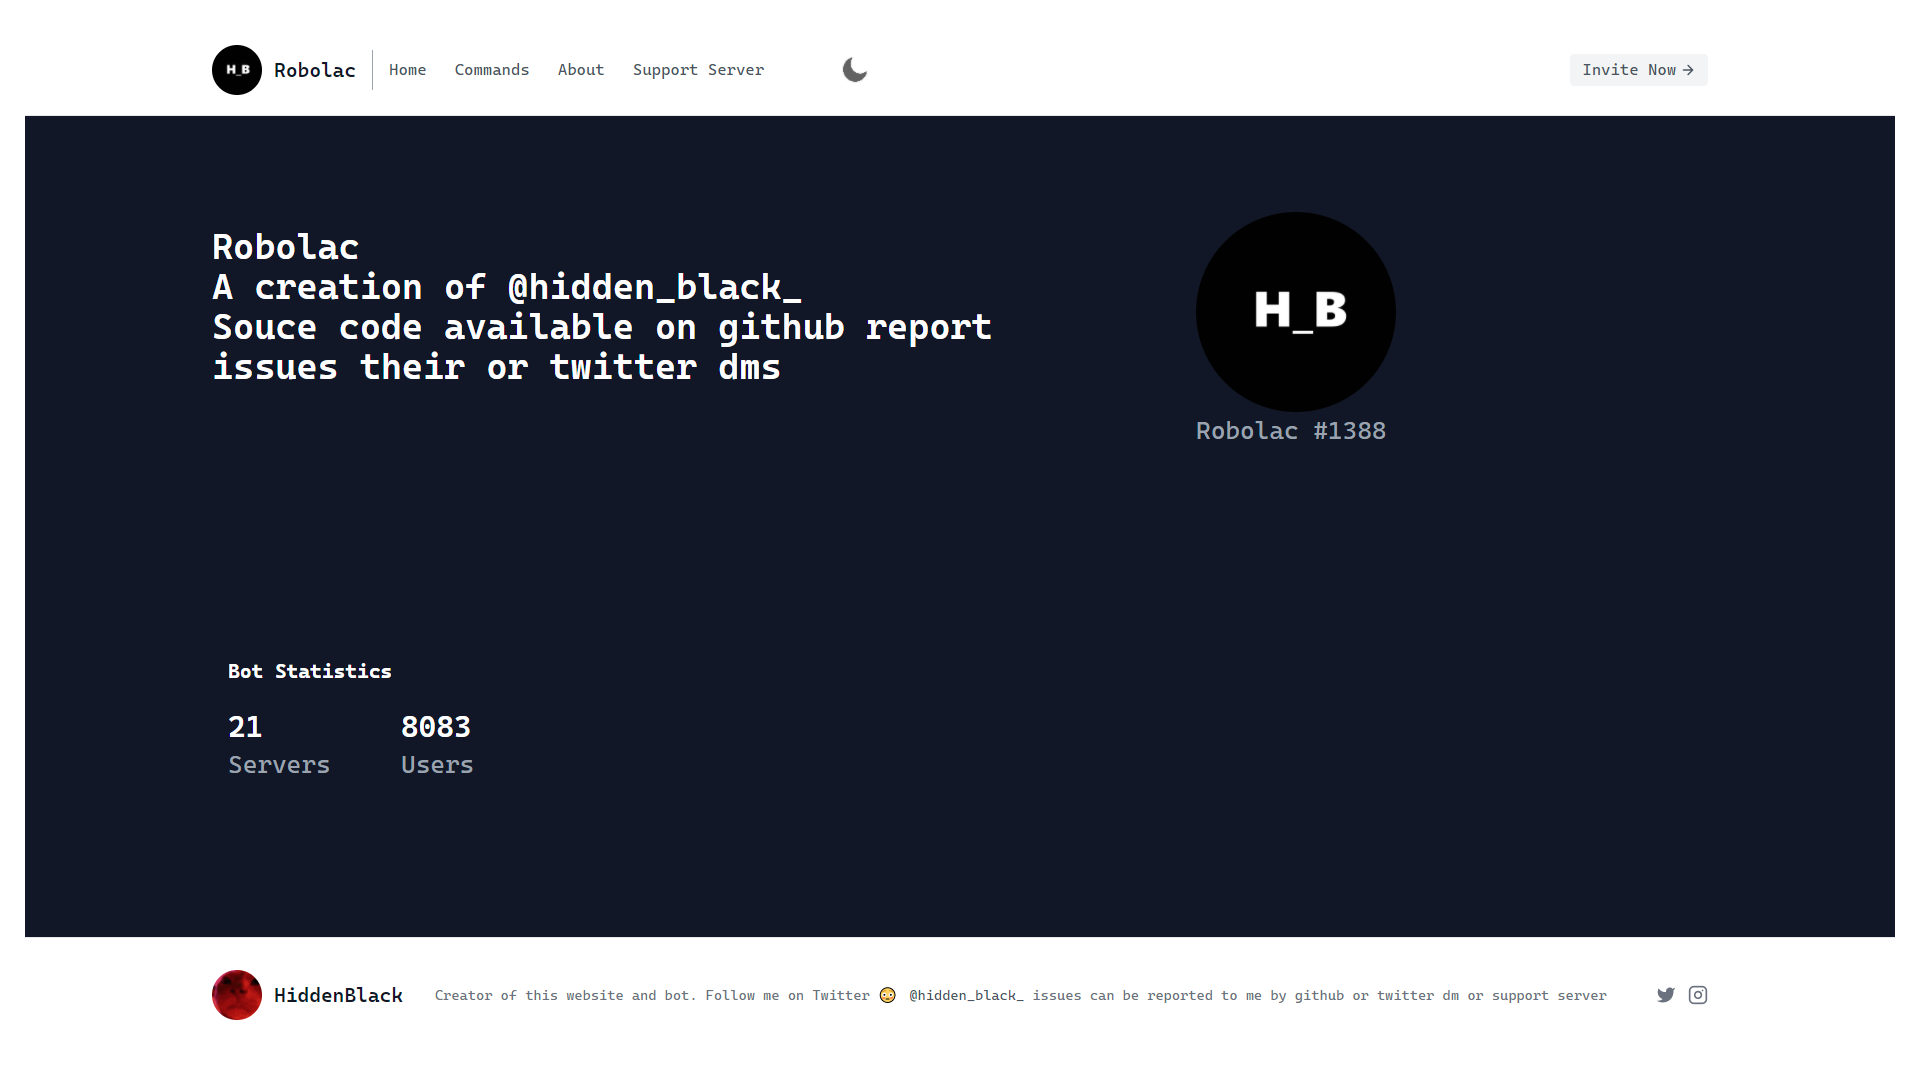 H_B Robolac Home Commands About Support Server Invite Now →
Robolac
A creation of @hidden_black_
Souce code available on github report
issues their or twitter dms
H_B
Robolac #1388
Bot Statistics
21 8083
Servers Users
HiddenBlack Creator of this website and bot. Follow me on Twitter 😳 @hidden_black_ issues can be reported to me by github or twitter dm or support server